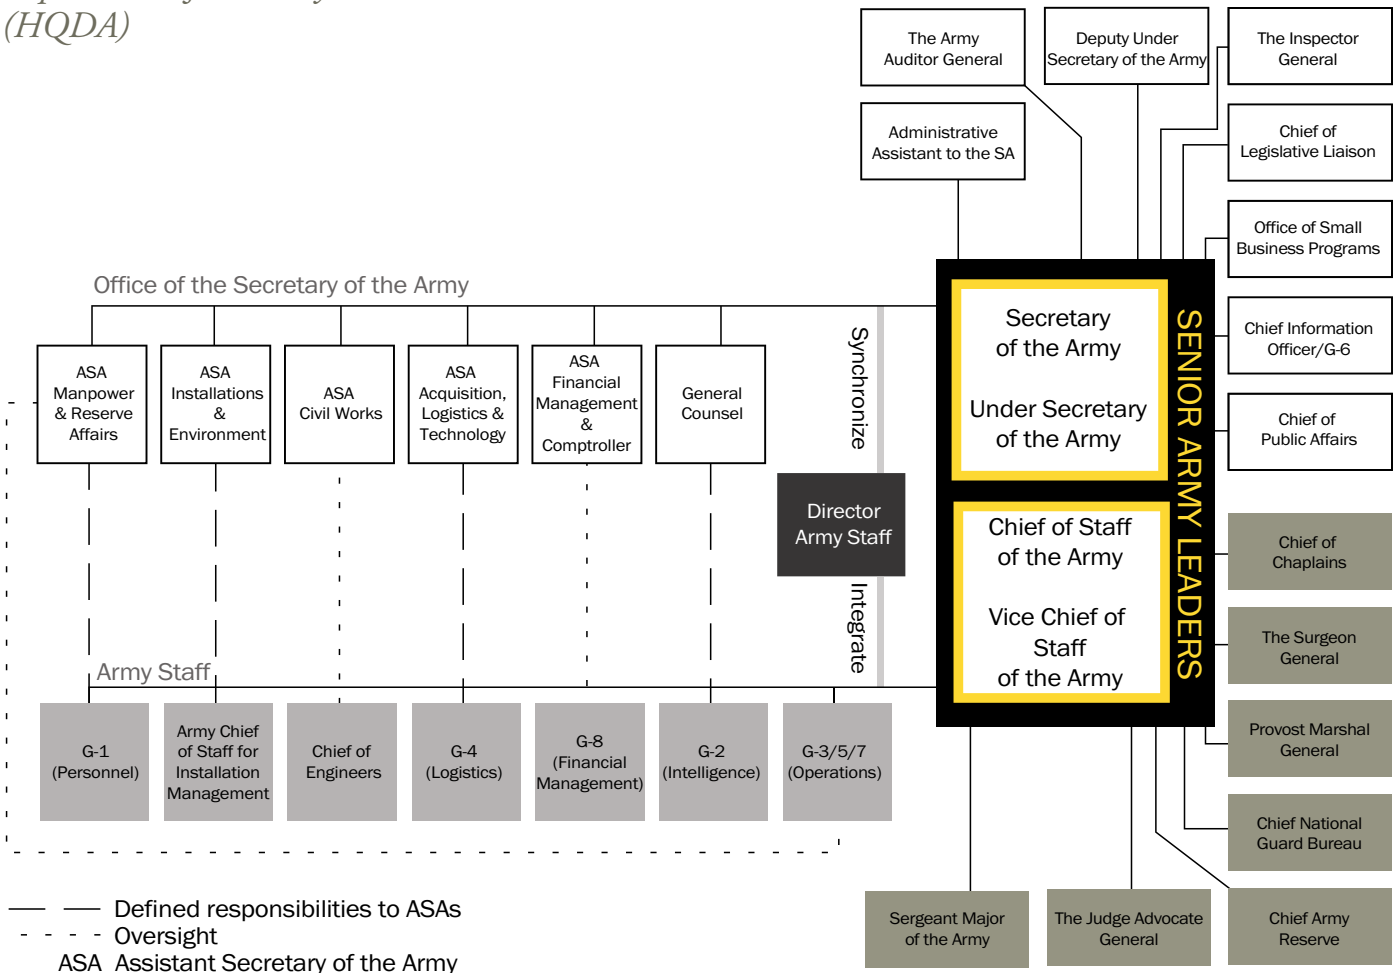 (HQDA)
The Army
Auditor General
Deputy Under
Secretary of the Army
The Inspector
General
Administrative
Assistant to the SA
Chief of
Legislative Liaison
Office of Small
Business Programs
Chief Information
Officer/G-6
Chief of
Public Affairs
Office of the Secretary of the Army
ASA
Manpower
& Reserve
Affairs
ASA
Installations
&
Environment
ASA
Civil Works
ASA
Acquisition,
Logistics &
Technology
ASA
Financial
Management
&
Comptroller
General
Counsel
Synchronize
Director
Army Staff
Integrate
Secretary
of the Army
Under Secretary
of the Army
Chief of Staff
of the Army
Vice Chief of
Staff
of the Army
SENIOR ARMY LEADERS
Chief of
Chaplains
The Surgeon
General
Provost Marshal
General
Chief National
Guard Bureau
Army Staff
G-1
(Personnel)
Army Chief
of Staff for
Installation
Management
Chief of
Engineers
G-4
(Logistics)
G-8
(Financial
Management)
G-2
(Intelligence)
G-3/5/7
(Operations)
Sergeant Major
of the Army
The Judge Advocate
General
Chief Army
Reserve
Defined responsibilities to ASAs
Oversight
ASA Assistant Secretary of the Army